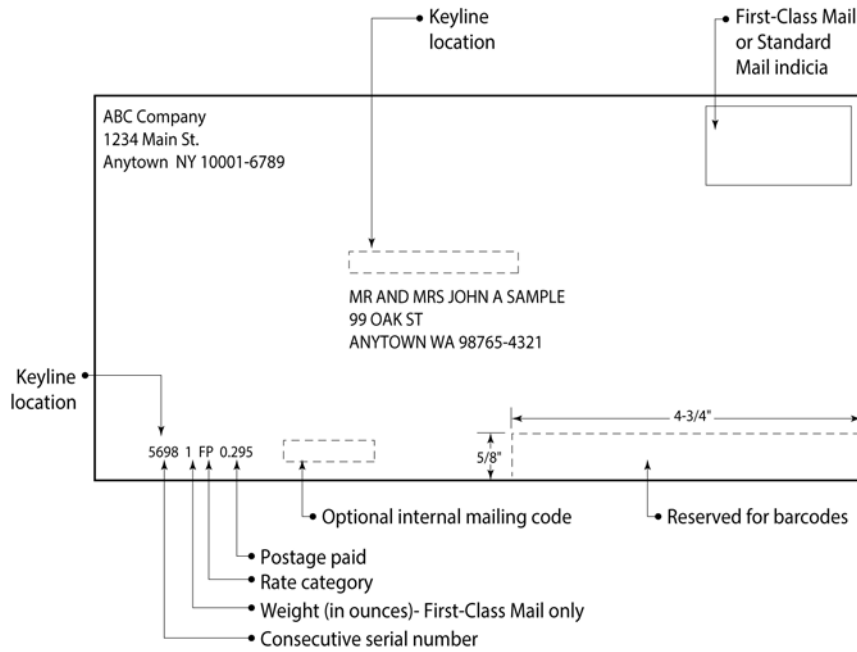 Keyline
location
First-Class Mail
or Standard
Mail indicia
ABC Company
1234 Main St.
Anytown NY 10001-6789
MR AND MRS JOHN A SAMPLE
99 OAK ST
ANYTOWN WA 98765-4321
Keyline
location
4-3/4"
5698 1 FP 0.295
5/8"
Optional internal mailing code
Reserved for barcodes
Postage paid
Rate category
Weight (in ounces)- First-Class Mail only
Consecutive serial number